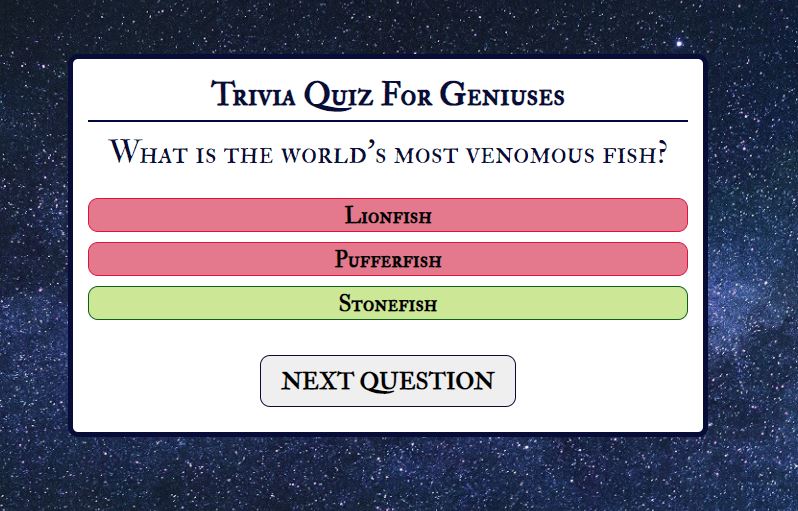 Trivia Quiz For Geniuses
What is the world's most venomous fish?
Lionfish
Pufferfish
Stonefish
NEXT QUESTION